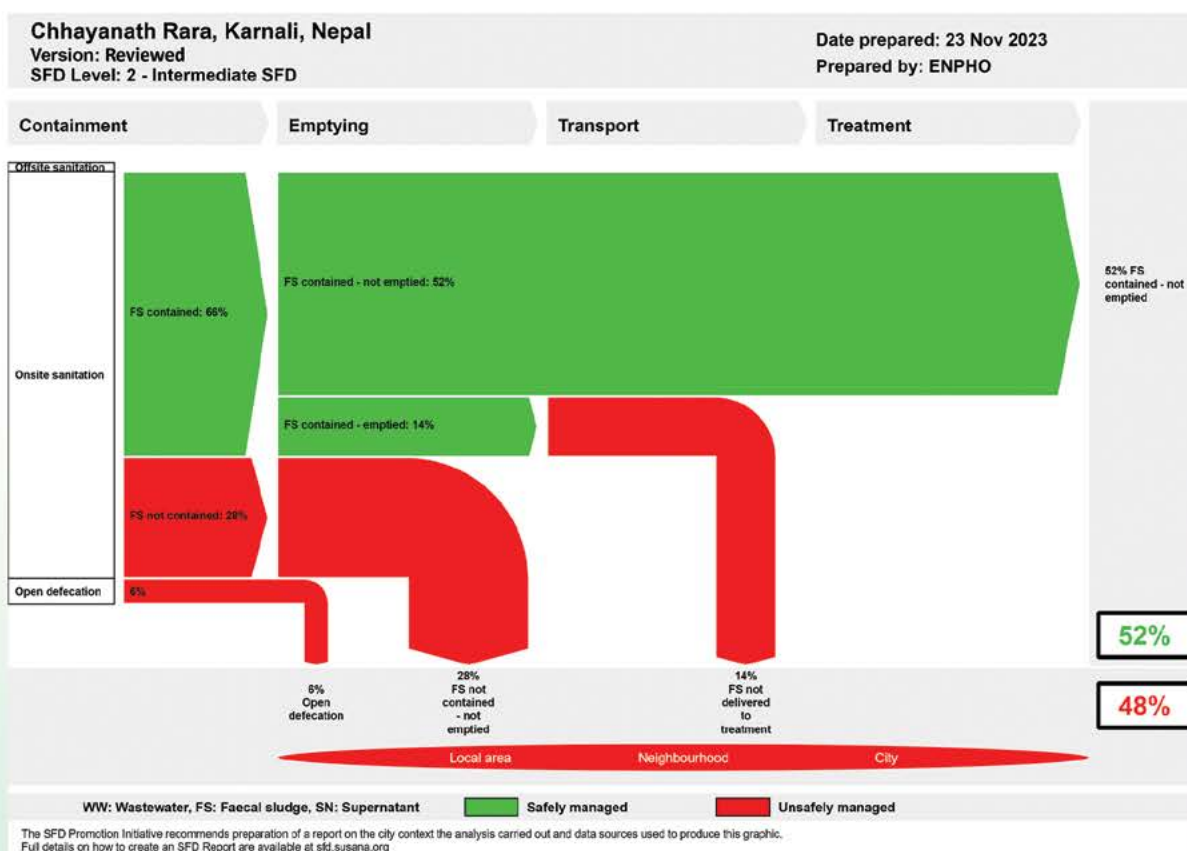 Chhayanath Rara, Karnali, Nepal
Version: Reviewed
SFD Level: 2 - Intermediate SFD
Date prepared: 23 Nov 2023
Prepared by: ENPHO
Containment
Emptying
Transport
Treatment
Offsite sanitation
FS contained: 66%
FS contained - not emptied: 52%
52% FS
contained - not
emptied
Onsite sanitation
FS contained - emptied: 14%
FS not contained: 28%
Open defecation
6%
52%
6%
Open
defecation
28%
FS not
contained
- not
emptied
14%
FS not
delivered
to
treatment
48%
Local area
Neighbourhood
City
WW: Wastewater, FS: Faecal sludge, SN: Supernatant
Safely managed
Unsafely managed
The SFD Promotion Initiative recommends preparation of a report on the city context the analysis carried out and data sources used to produce this graphic.
Full details on how to create an SFD Report are available at sfd.susana.org